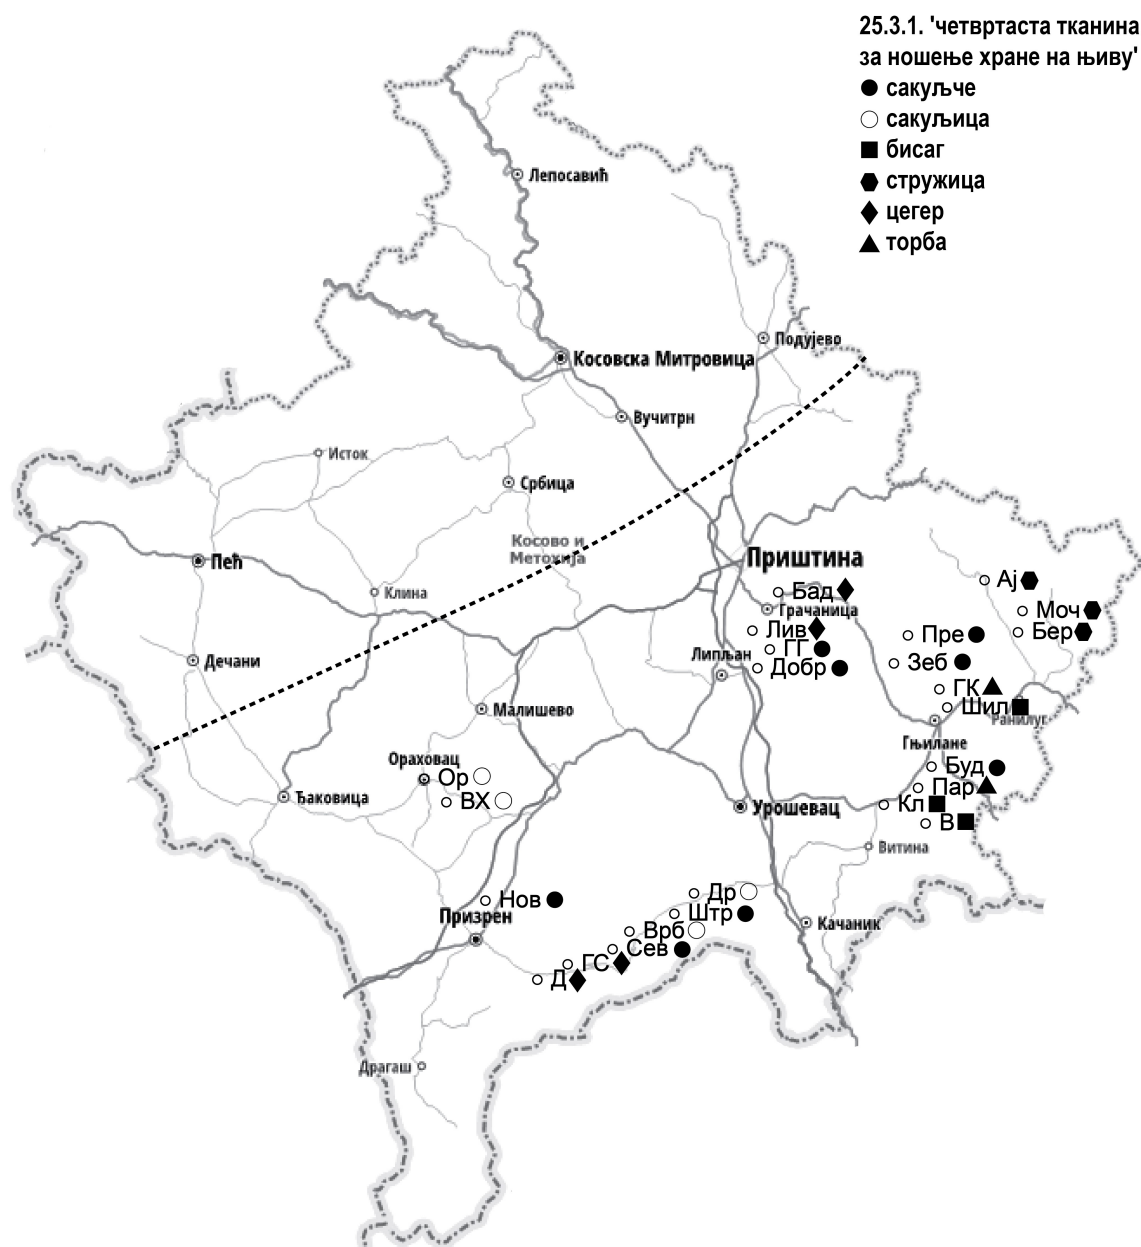 25.3.1. 'четвртаста тканина
за ношење хране на њиву'
сакуљче
сакуљица
бисаг
стружица
цегер
торба
Лепосавић
Подујево
Косовска Митровица
Вучитрн
Исток
Србица
Косово и
Метохија
Приштина
Пећ
Клина
Ај
Бад
Грачаница
Моч
Лив
Пре
Бер
ГГ
Липљан
Добр
Зеб
Дечани
ГК
Шил
Ранилуг
Малишево
Гњилане
Ораховац
Ор
Буд
Ђаковица
ВХ
Пар
Урошевац
Кл
В
Витина
Др
Нов
Штр
Призрен
Качаник
Врб
Сев
ГС
Д
Драгаш